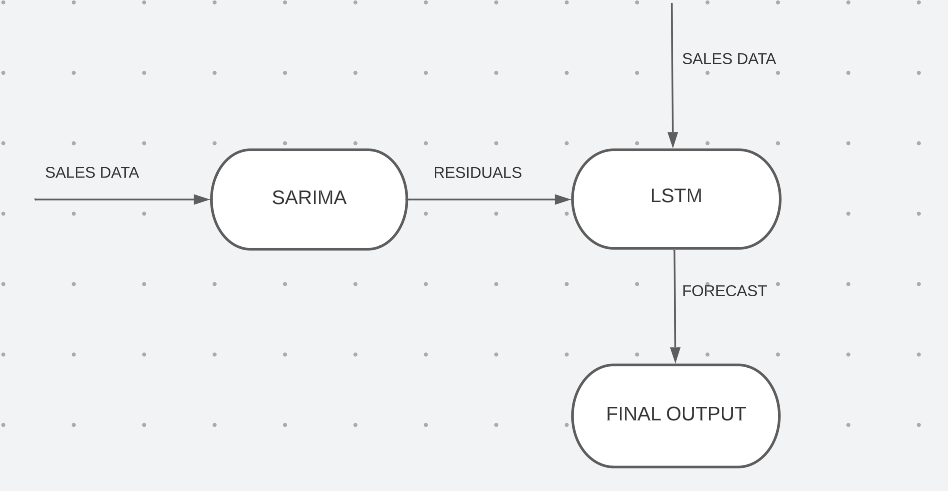 SALES DATA
SALES DATA
RESIDUALS
SARIMA
LSTM
FORECAST
FINAL OUTPUT